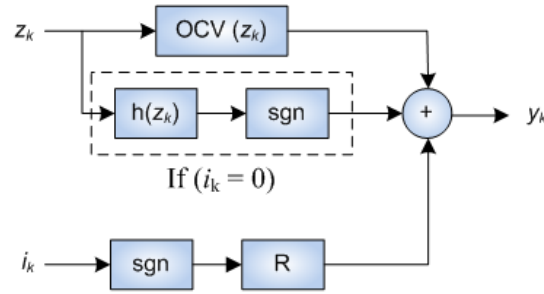 z_k
OCV (z_k)
h(z_k)
sgn
+
y_k
If (i_k = 0)
i_k
sgn
R